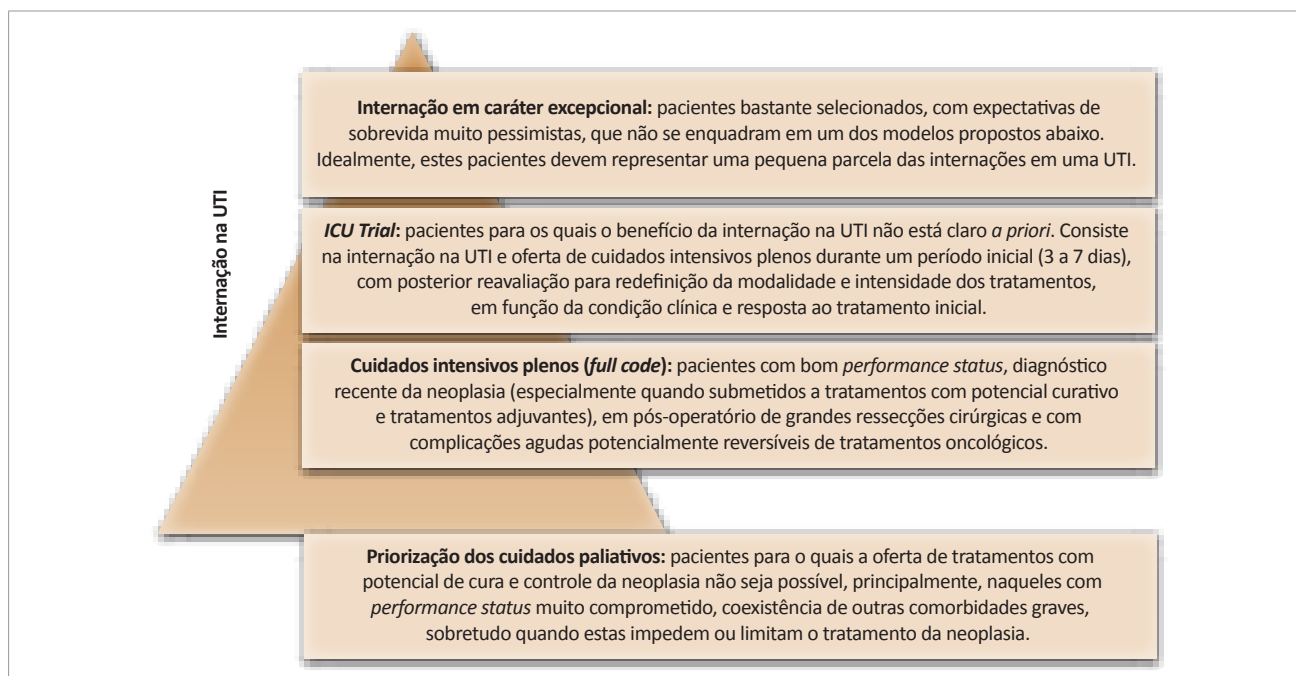 Internação na UTI
Internação em caráter excepcional: pacientes bastante selecionados, com expectativas de
sobrevida muito pessimistas, que não se enquadram em um dos modelos propostos abaixo.
Idealmente, estes pacientes devem representar uma pequena parcela das internações em uma UTI.
ICU Trial: pacientes para os quais o benefício da internação na UTI não está claro a priori. Consiste
na internação na UTI e oferta de cuidados intensivos plenos durante um período inicial (3 a 7 dias),
com posterior reavaliação para redefinição da modalidade e intensidade dos tratamentos,
em função da condição clínica e resposta ao tratamento inicial.
Cuidados intensivos plenos (full code): pacientes com bom performance status, diagnóstico
recente da neoplasia (especialmente quando submetidos a tratamentos com potencial curativo
e tratamentos adjuvantes), em pós-operatório de grandes ressecções cirúrgicas e com
complicações agudas potencialmente reversíveis de tratamentos oncológicos.
Priorização dos cuidados paliativos: pacientes para o quais a oferta de tratamentos com
potencial de cura e controle da neoplasia não seja possível, principalmente, naqueles com
performance status muito comprometido, coexistência de outras comorbidades graves,
sobretudo quando estas impedem ou limitam o tratamento da neoplasia.